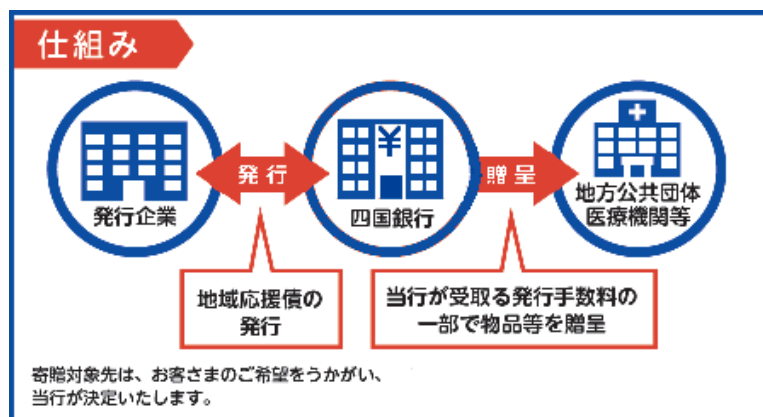 仕組み
発行
贈呈
発行企業
四国銀行
地方公共団体
医療機関等
地域応援債の
発行
当行が受取る発行手数料の
一部で物品等を贈呈
寄贈対象先は、お客さまのご希望をうかがい、
当行が決定いたします。